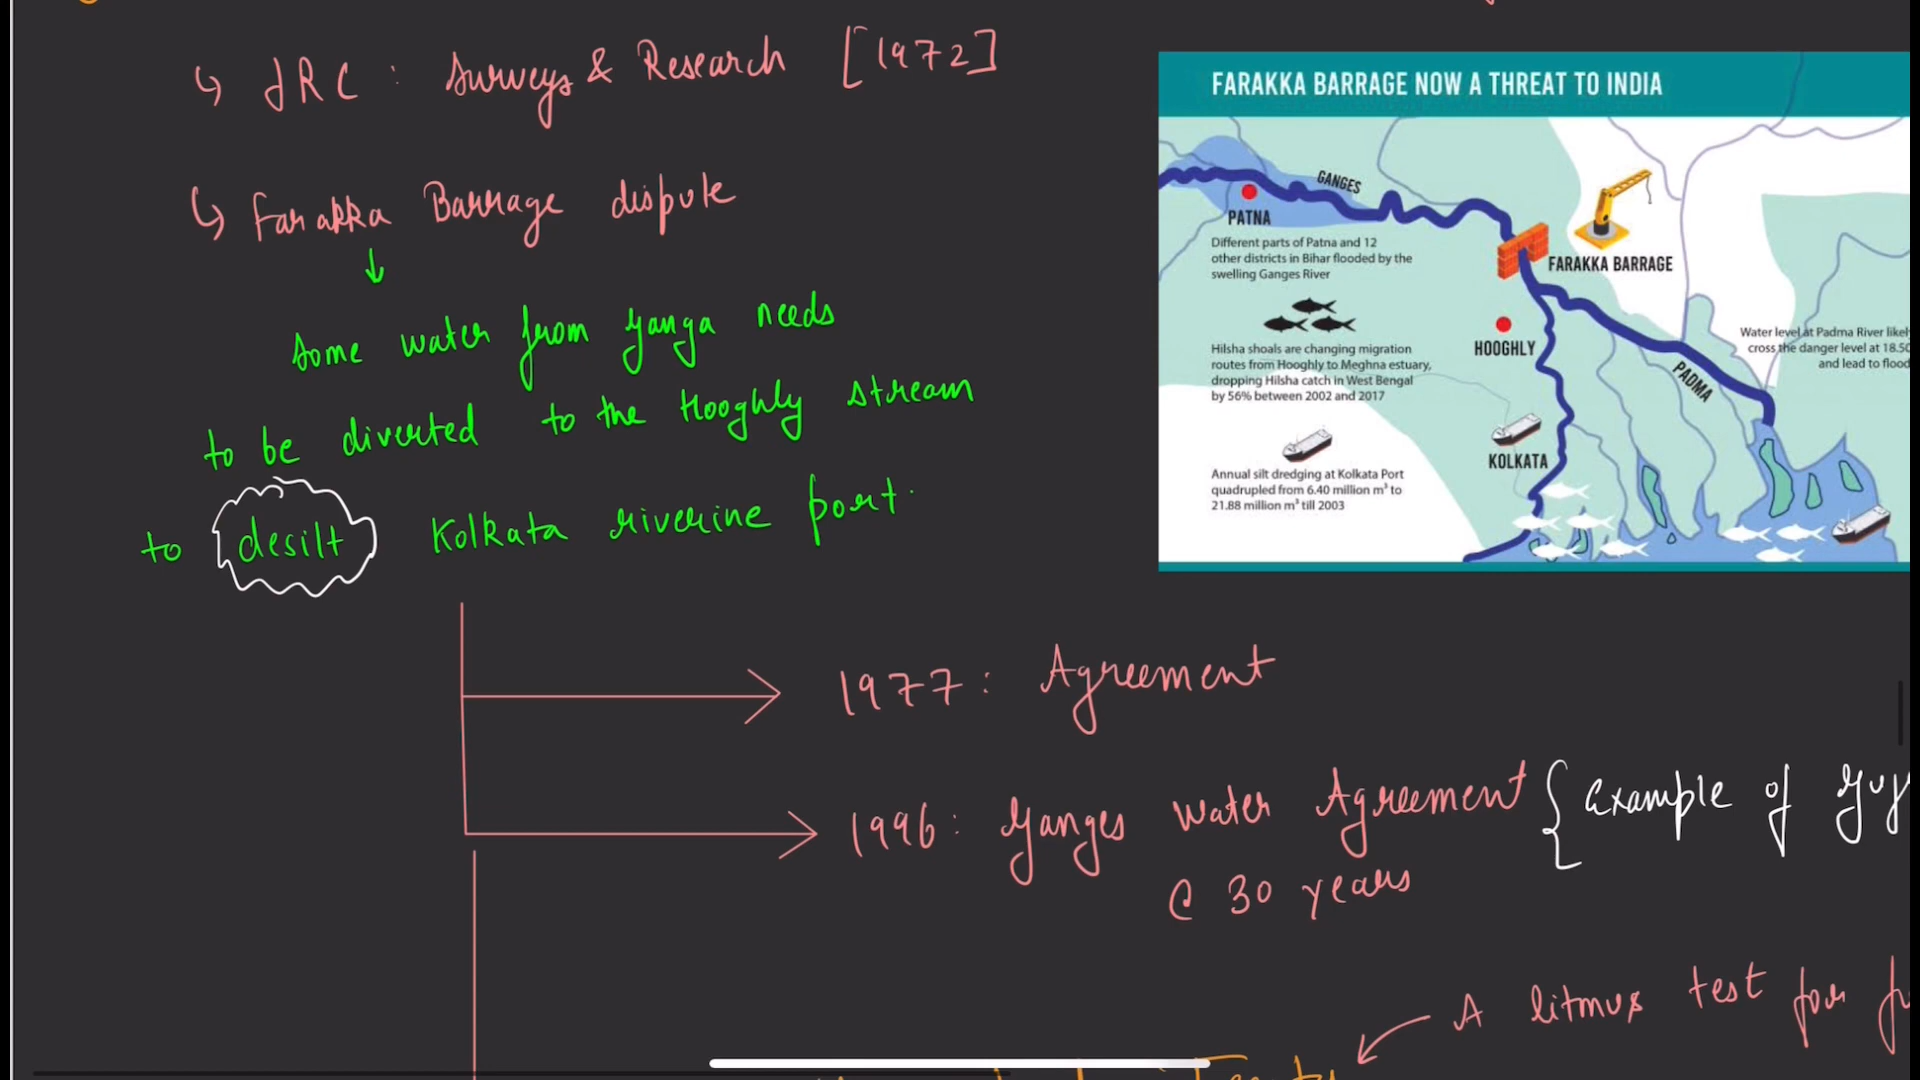 ↳ JRC : Surveys & Research [1972]
↳ Farakka Barrage dispute
↓
some water from Ganga needs
to be diverted to the Hooghly stream
to desilt Kolkata riverine port.
FARAKKA BARRAGE NOW A THREAT TO INDIA
GANGES
PATNA
Different parts of Patna and 12
other districts in Bihar flooded by the
swelling Ganges River
FARAKKA BARRAGE
Hilsha shoals are changing migration
routes from Hooghly to Meghna estuary,
dropping Hilsha catch in West Bengal
by 56% between 2002 and 2017
HOOGHLY
Water level at Padma River likel
cross the danger level at 18.50
and lead to flood
PADMA
KOLKATA
Annual silt dredging at Kolkata Port
quadrupled from 6.40 million m³ to
21.88 million m³ till 2003
1977 : Agreement
1996 : Ganges Water Agreement { Example of
@ 30 years
A litmus test for